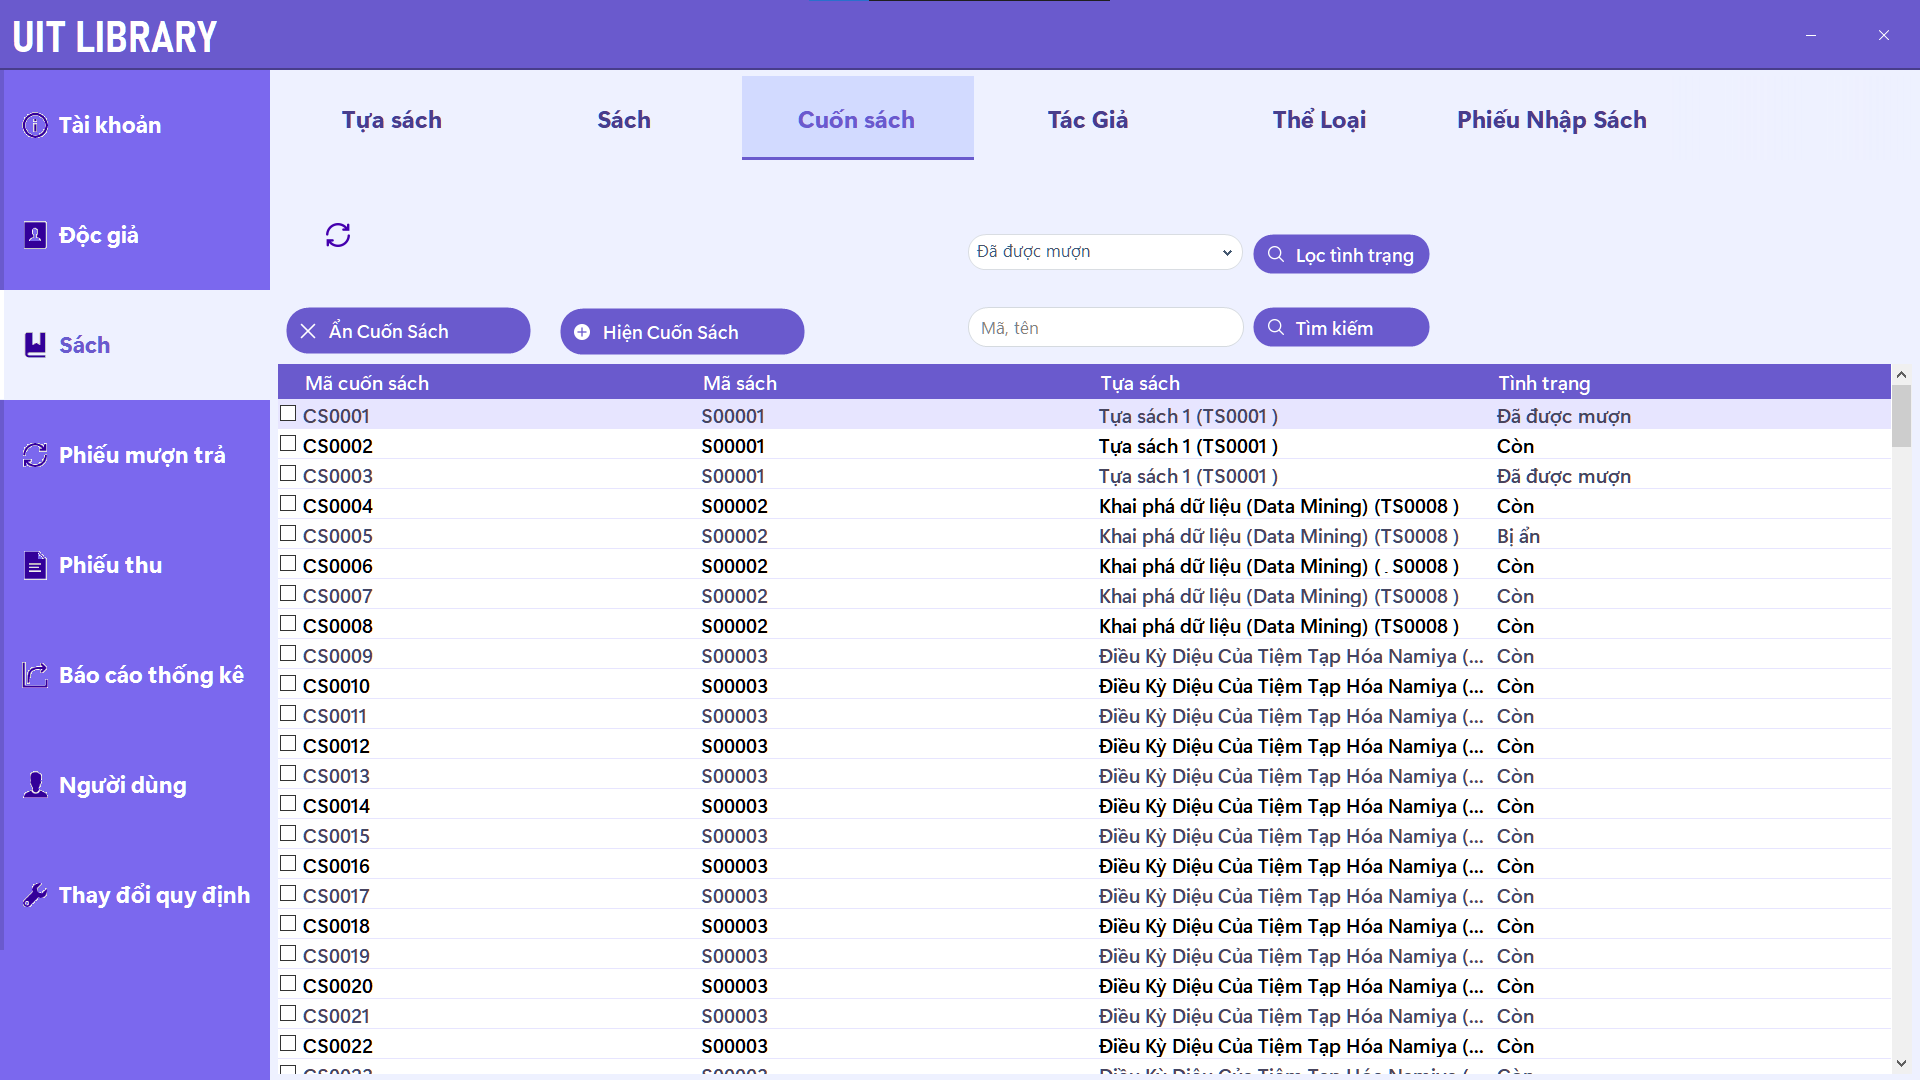 UIT LIBRARY
Tài khoản
Độc giả
Sách
Phiếu mượn trả
Phiếu thu
Báo cáo thống kê
Người dùng
Thay đổi quy định
Tựa sách Sách Cuốn sách Tác Giả Thể Loại Phiếu Nhập Sách
Đã được mượn Lọc tình trạng
Ẩn Cuốn Sách Hiện Cuốn Sách Mã, tên Tìm kiếm
Mã cuốn sách Mã sách Tựa sách Tình trạng
CS0001 S00001 Tựa sách 1 (TS0001 ) Đã được mượn
CS0002 S00001 Tựa sách 1 (TS0001 ) Còn
CS0003 S00001 Tựa sách 1 (TS0001 ) Đã được mượn
CS0004 S00002 Khai phá dữ liệu (Data Mining) (TS0008 ) Còn
CS0005 S00002 Khai phá dữ liệu (Data Mining) (TS0008 ) Bị ẩn
CS0006 S00002 Khai phá dữ liệu (Data Mining) (.S0008 ) Còn
CS0007 S00002 Khai phá dữ liệu (Data Mining) (TS0008 ) Còn
CS0008 S00002 Khai phá dữ liệu (Data Mining) (TS0008 ) Còn
CS0009 S00003 Điều Kỳ Diệu Của Tiệm Tạp Hóa Namiya (... Còn
CS0010 S00003 Điều Kỳ Diệu Của Tiệm Tạp Hóa Namiya (... Còn
CS0011 S00003 Điều Kỳ Diệu Của Tiệm Tạp Hóa Namiya (... Còn
CS0012 S00003 Điều Kỳ Diệu Của Tiệm Tạp Hóa Namiya (... Còn
CS0013 S00003 Điều Kỳ Diệu Của Tiệm Tạp Hóa Namiya (... Còn
CS0014 S00003 Điều Kỳ Diệu Của Tiệm Tạp Hóa Namiya (... Còn
CS0015 S00003 Điều Kỳ Diệu Của Tiệm Tạp Hóa Namiya (... Còn
CS0016 S00003 Điều Kỳ Diệu Của Tiệm Tạp Hóa Namiya (... Còn
CS0017 S00003 Điều Kỳ Diệu Của Tiệm Tạp Hóa Namiya (... Còn
CS0018 S00003 Điều Kỳ Diệu Của Tiệm Tạp Hóa Namiya (... Còn
CS0019 S00003 Điều Kỳ Diệu Của Tiệm Tạp Hóa Namiya (... Còn
CS0020 S00003 Điều Kỳ Diệu Của Tiệm Tạp Hóa Namiya (... Còn
CS0021 S00003 Điều Kỳ Diệu Của Tiệm Tạp Hóa Namiya (... Còn
CS0022 S00003 Điều Kỳ Diệu Của Tiệm Tạp Hóa Namiya (... Còn